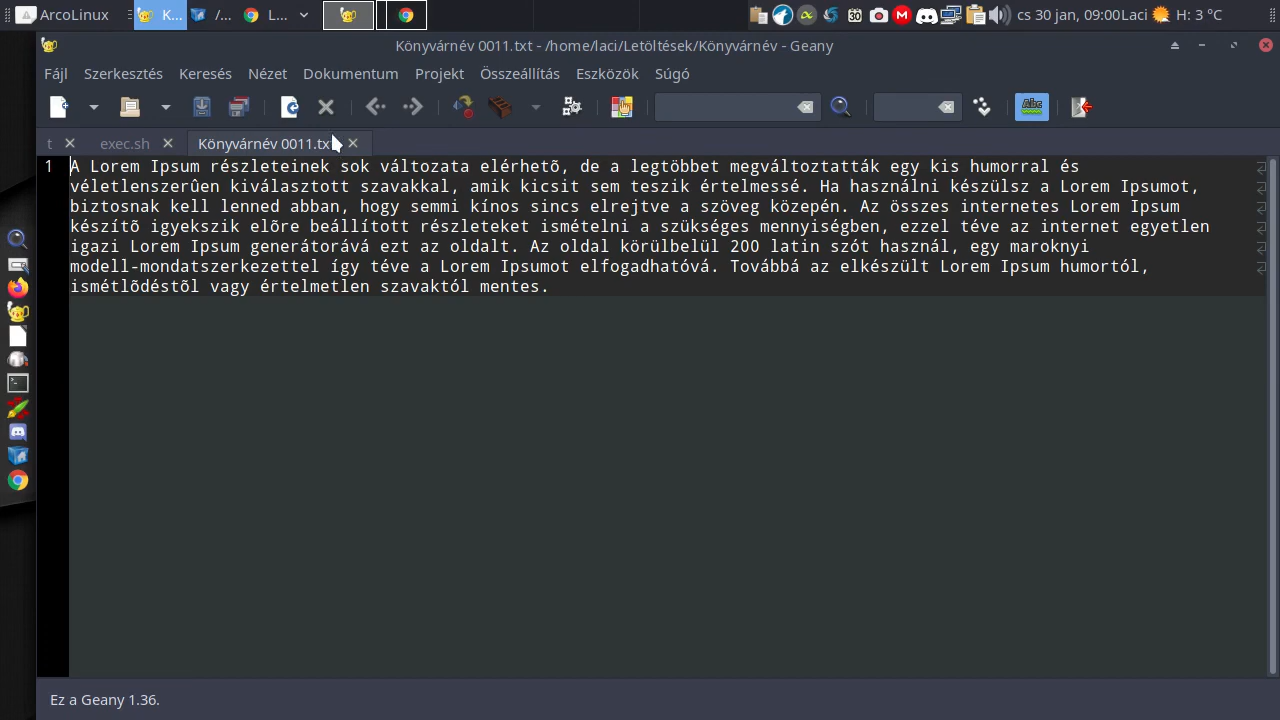 ArcoLinux
K...
/...
L...
30
cs 30 jan, 09:00
Laci
H: 3 °C
Könyvárnév 0011.txt - /home/laci/Letöltések/Könyvárnév - Geany
Fájl Szerkesztés Keresés Nézet Dokumentum Projekt Összeállítás Eszközök Súgó
Abc
t
exec.sh
Könyvárnév 0011.txt
1
A Lorem Ipsum részleteinek sok változata elérhetõ, de a legtöbbet megváltoztatták egy kis humorral és
véletlenszerûen kiválasztott szavakkal, amik kicsit sem teszik értelmessé. Ha használni készülsz a Lorem Ipsumot,
biztosnak kell lenned abban, hogy semmi kínos sincs elrejtve a szöveg közepén. Az összes internetes Lorem Ipsum
készítõ igyekszik elõre beállított részleteket ismételni a szükséges mennyiségben, ezzel téve az internet egyetlen
igazi Lorem Ipsum generátorává ezt az oldalt. Az oldal körülbelül 200 latin szót használ, egy maroknyi
modell-mondatszerkezettel így téve a Lorem Ipsumot elfogadhatóva. Továbbá az elkészült Lorem Ipsum humortól,
ismétlõdéstõl vagy értelmetlen szavaktól mentes.
Ez a Geany 1.36.